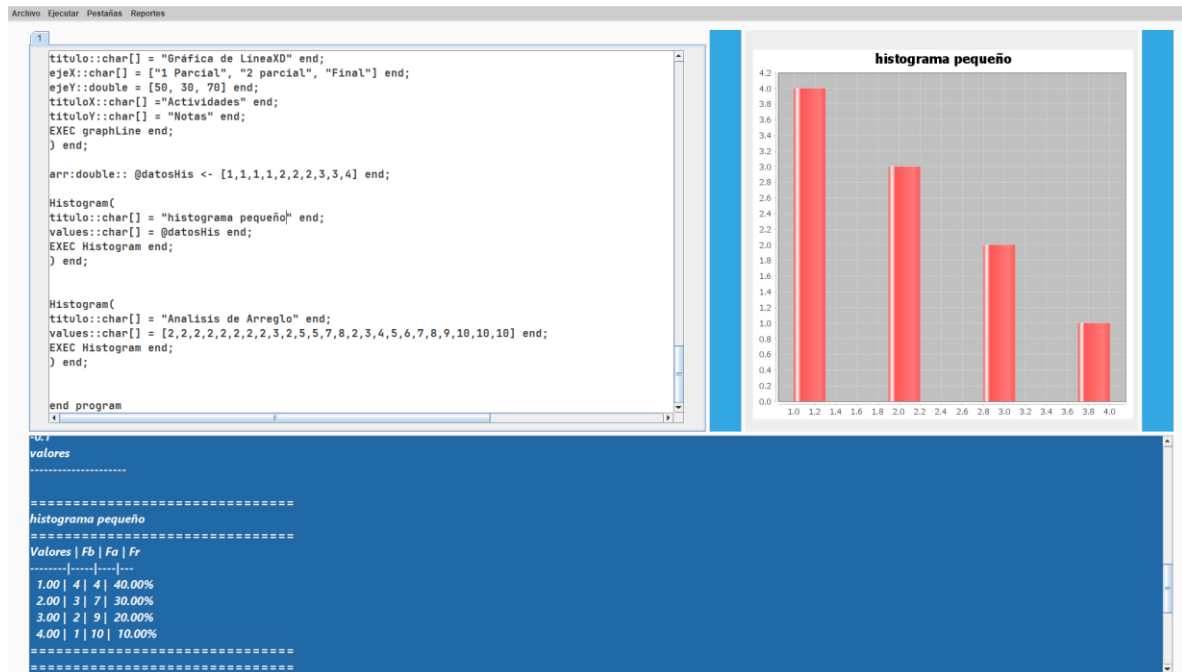 Archivo Ejecutar Pestañas Reportes
1
titulo::char[] = "Gráfica de LíneaXD" end;
ejeX::char[] = ["1 Parcial", "2 parcial", "Final"] end;
ejeY::double = [50, 30, 70] end;
tituloX::char[] ="Actividades" end;
tituloY::char[] = "Notas" end;
EXEC graphLine end;
) end;
arr:double:: @datosHis <- [1,1,1,1,2,2,2,3,3,4] end;
Histogram(
titulo::char[] = "histograma pequeño" end;
values::char[] = @datosHis end;
EXEC Histogram end;
) end;
Histogram(
titulo::char[] = "Analisis de Arreglo" end;
values::char[] = [2,2,2,2,2,2,2,2,3,2,5,5,7,8,2,3,4,5,6,7,8,9,10,10,10] end;
EXEC Histogram end;
) end;
end program
histograma pequeño
4.2
4.0
3.8
3.6
3.4
3.2
3.0
2.8
2.6
2.4
2.2
2.0
1.8
1.6
1.4
1.2
1.0
0.8
0.6
0.4
0.2
0.0
1.0 1.2 1.4 1.6 1.8 2.0 2.2 2.4 2.6 2.8 3.0 3.2 3.4 3.6 3.8 4.0
valores
---------------------
===============================
histograma pequeño
===============================
Valores | Fb | Fa | Fr
--------|-----|----|---
1.00 | 4 | 4 | 40.00%
2.00 | 3 | 7 | 30.00%
3.00 | 2 | 9 | 20.00%
4.00 | 1 | 10 | 10.00%
===============================
===============================